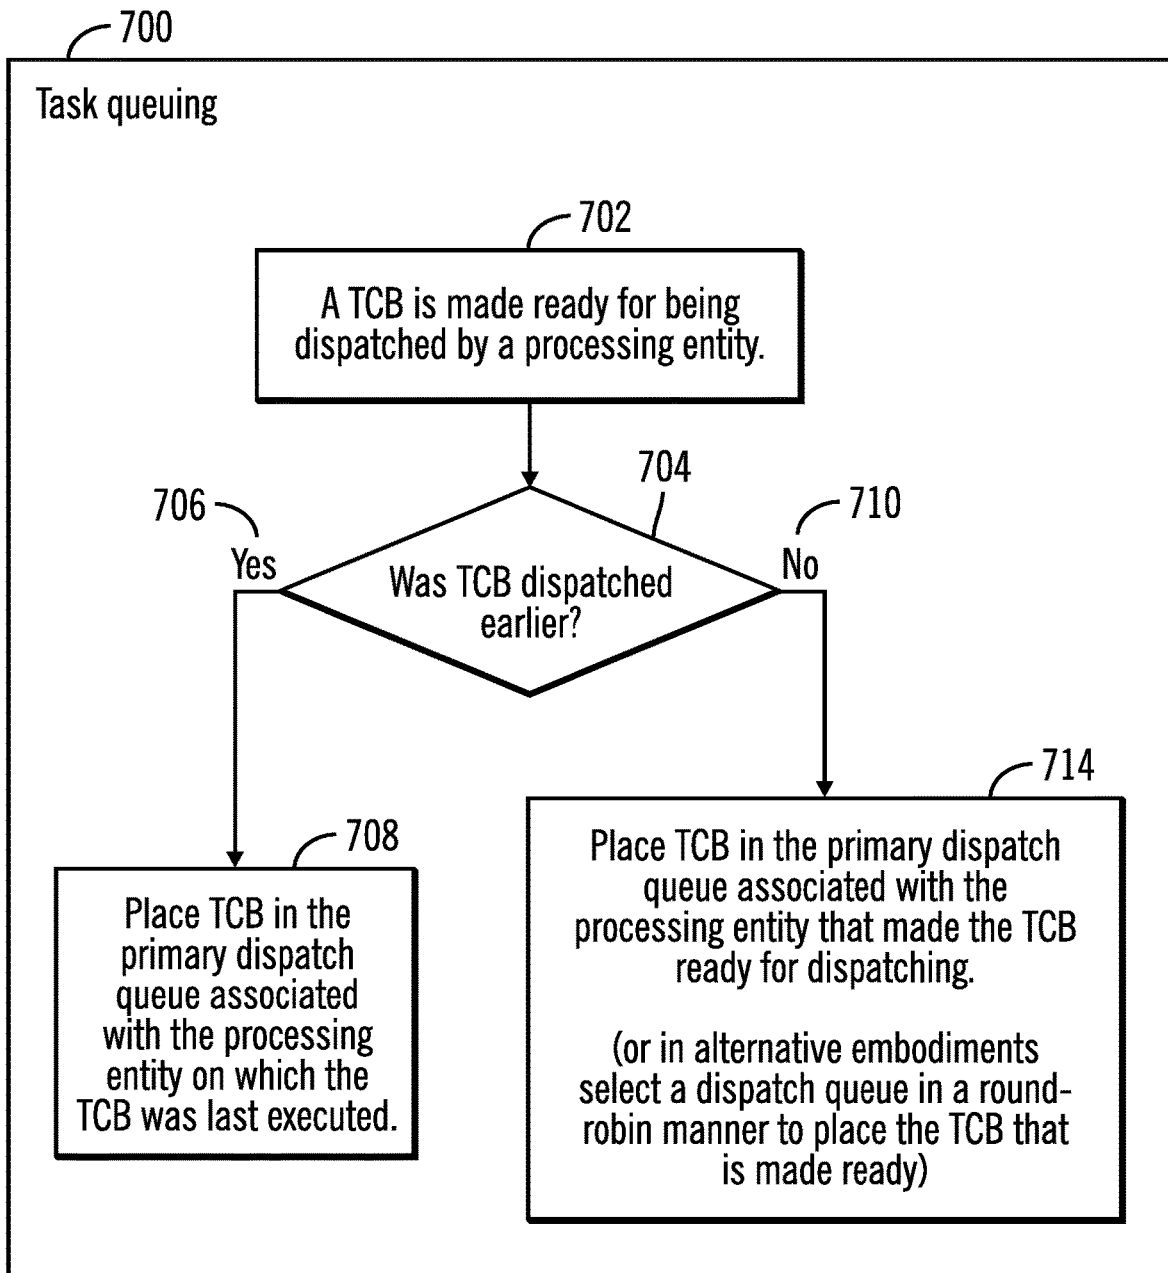 700
Task queuing
702
A TCB is made ready for being
dispatched by a processing entity.
704
706
710
Yes
No
Was TCB dispatched
earlier?
708
Place TCB in the
primary dispatch
queue associated
with the processing
entity on which the
TCB was last executed.
714
Place TCB in the primary dispatch
queue associated with the
processing entity that made the TCB
ready for dispatching.
(or in alternative embodiments
select a dispatch queue in a round-
robin manner to place the TCB that
is made ready)